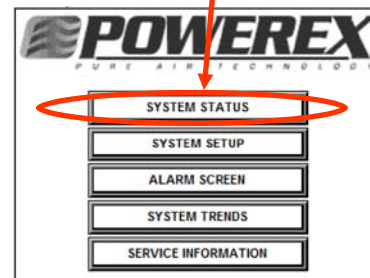 POWEREX
PURE AIR TECHNOLOGY
SYSTEM STATUS
SYSTEM SETUP
ALARM SCREEN
SYSTEM TRENDS
SERVICE INFORMATION